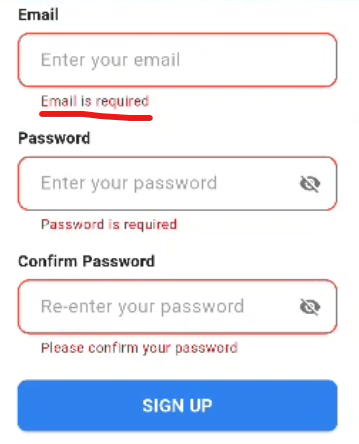 Email
Enter your email
Email is required
Password
Enter your password
Password is required
Confirm Password
Re-enter your password
Please confirm your password
SIGN UP